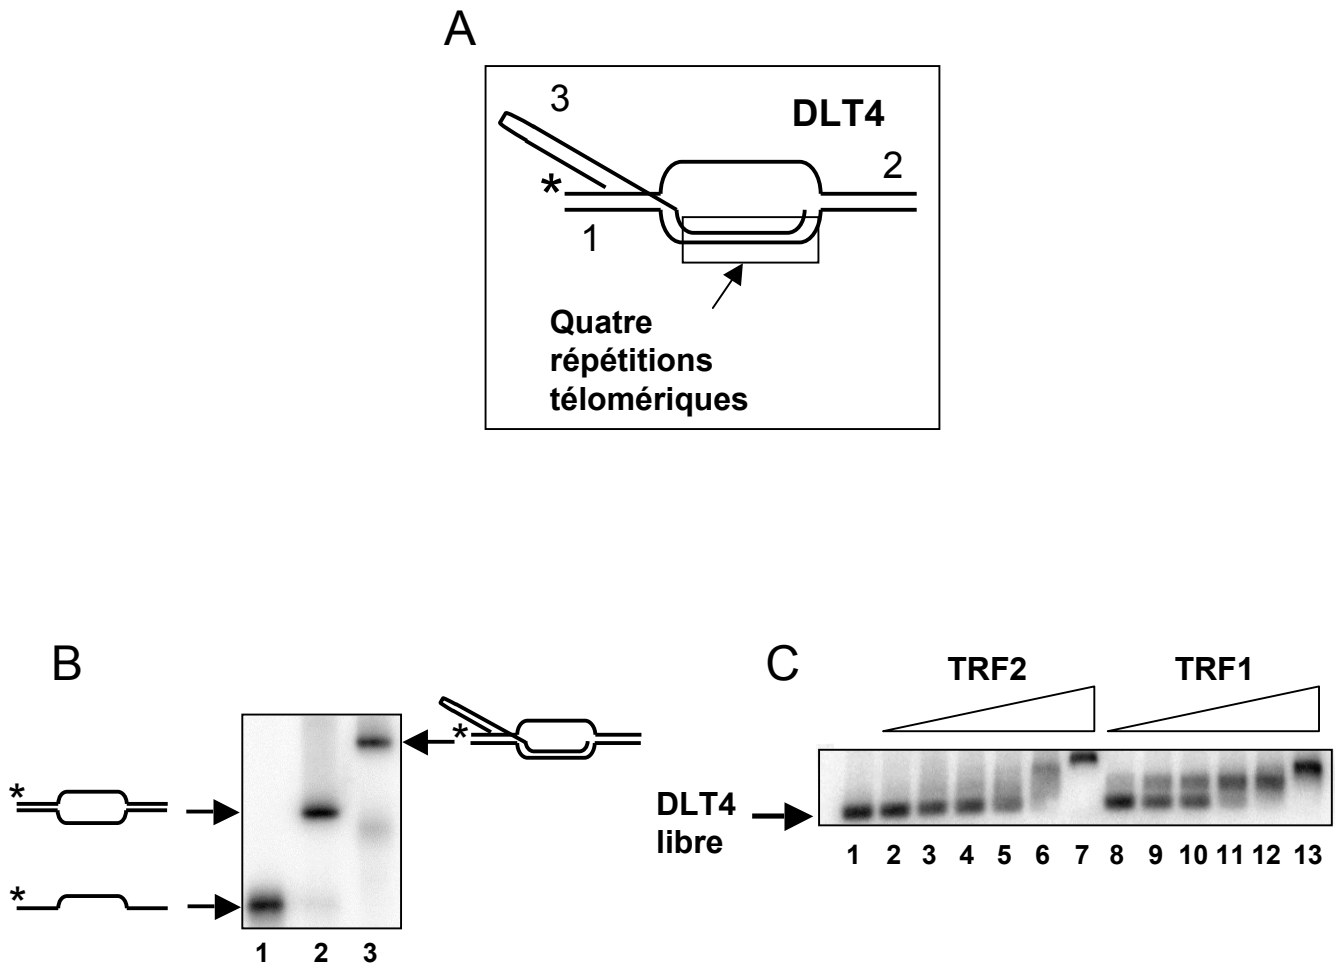 A
3
DLT4
2
*
1
Quatre
répétitions
télomériques
B
*
*
*
1 2 3
C
TRF2 TRF1
DLT4
libre
1 2 3 4 5 6 7 8 9 10 11 12 13